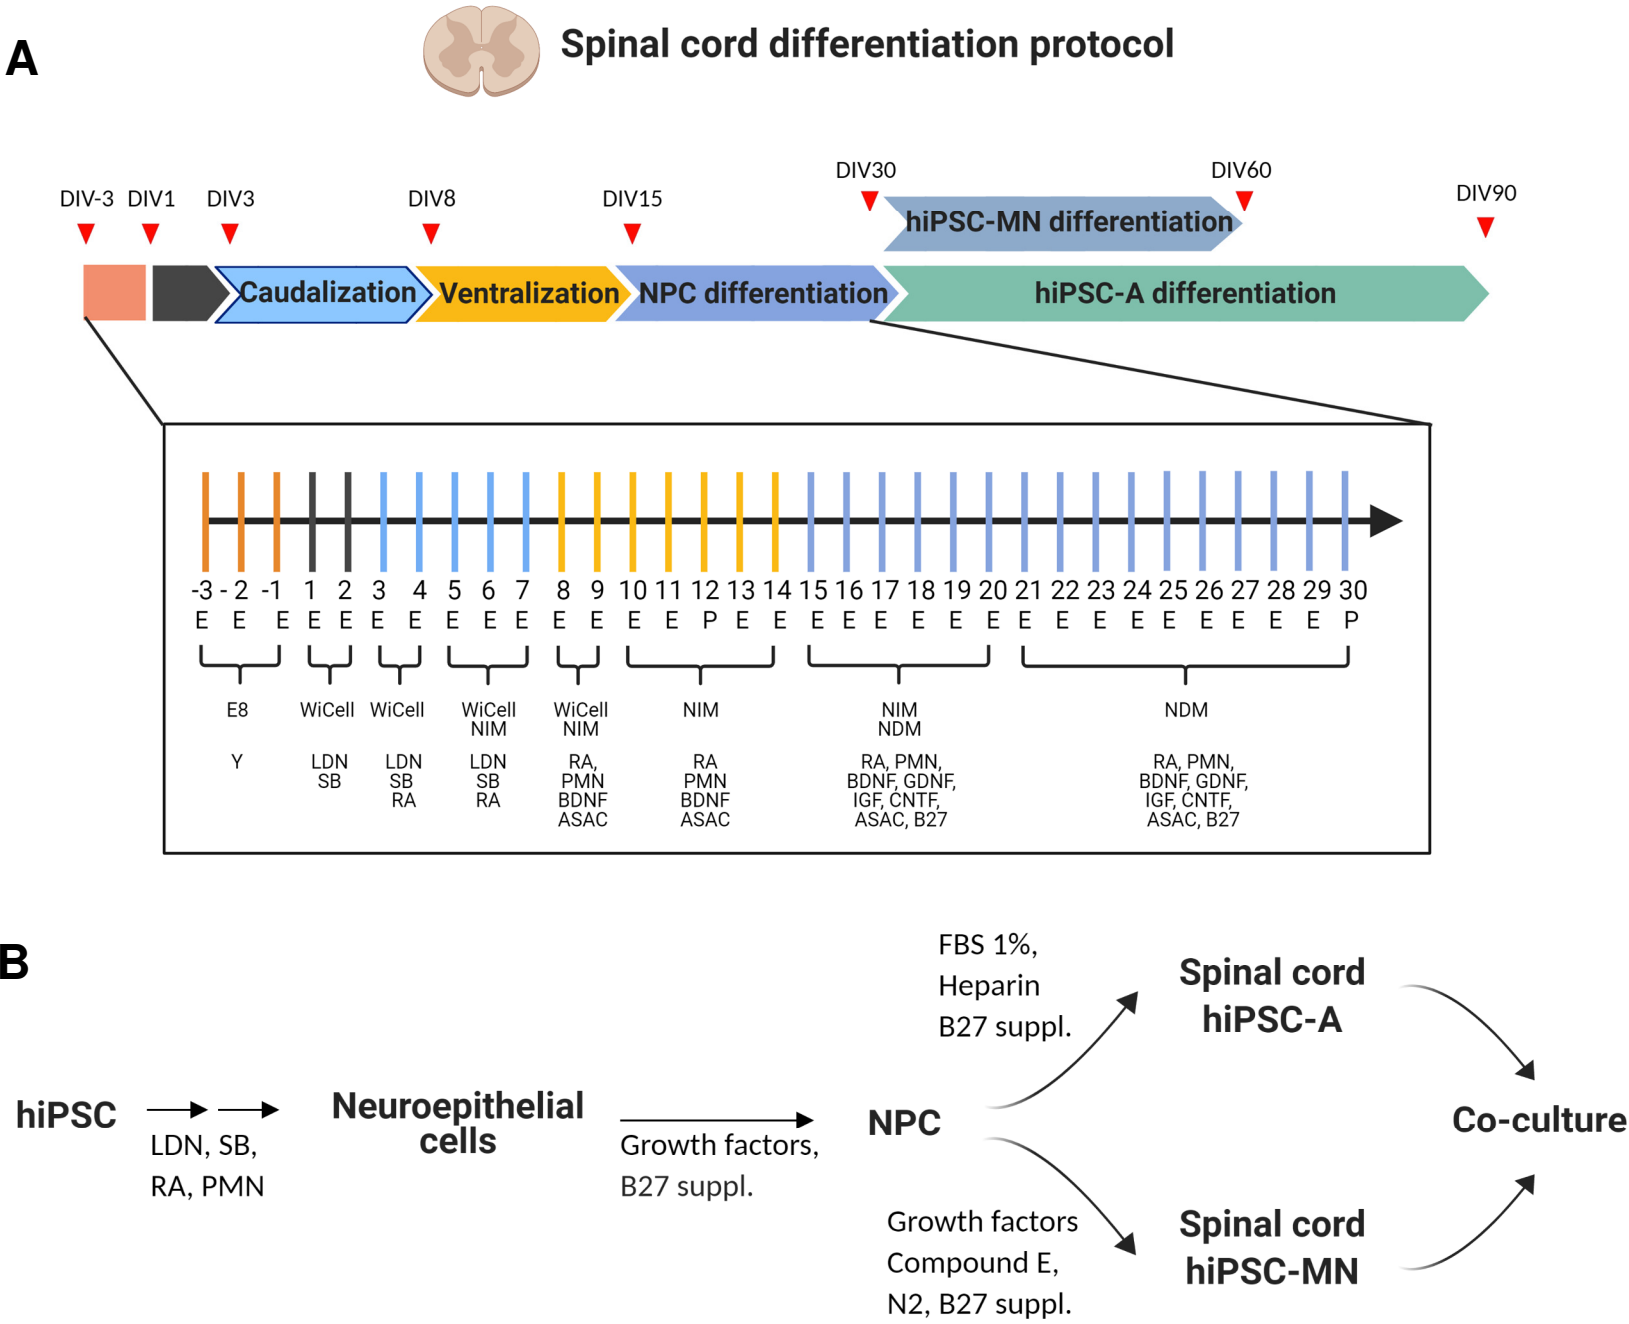 A
Spinal cord differentiation protocol
DIV-3 DIV1 DIV3 DIV8 DIV15 DIV30 DIV60 DIV90
hiPSC-MN differentiation
Caudalization Ventralization NPC differentiation hiPSC-A differentiation
-3 - 2 -1 1 2 3 4 5 6 7 8 9 10 11 12 13 14 15 16 17 18 19 20 21 22 23 24 25 26 27 28 29 30
E E E E E E E E E E E E E E P E E E E E E E E E E E E E E E E E P
E8
Y
WiCell
LDN
SB
WiCell
LDN
SB
RA
WiCell
NIM
LDN
SB
RA
WiCell
NIM
RA,
PMN
BDNF
ASAC
NIM
RA
PMN
BDNF
ASAC
NIM
NDM
RA, PMN,
BDNF, GDNF,
IGF, CNTF,
ASAC, B27
NDM
RA, PMN,
BDNF, GDNF,
IGF, CNTF,
ASAC, B27
B
hiPSC
LDN, SB,
RA, PMN
Neuroepithelial
cells
Growth factors,
B27 suppl.
NPC
FBS 1%,
Heparin
B27 suppl.
Spinal cord
hiPSC-A
Growth factors
Compound E,
N2, B27 suppl.
Spinal cord
hiPSC-MN
Co-culture